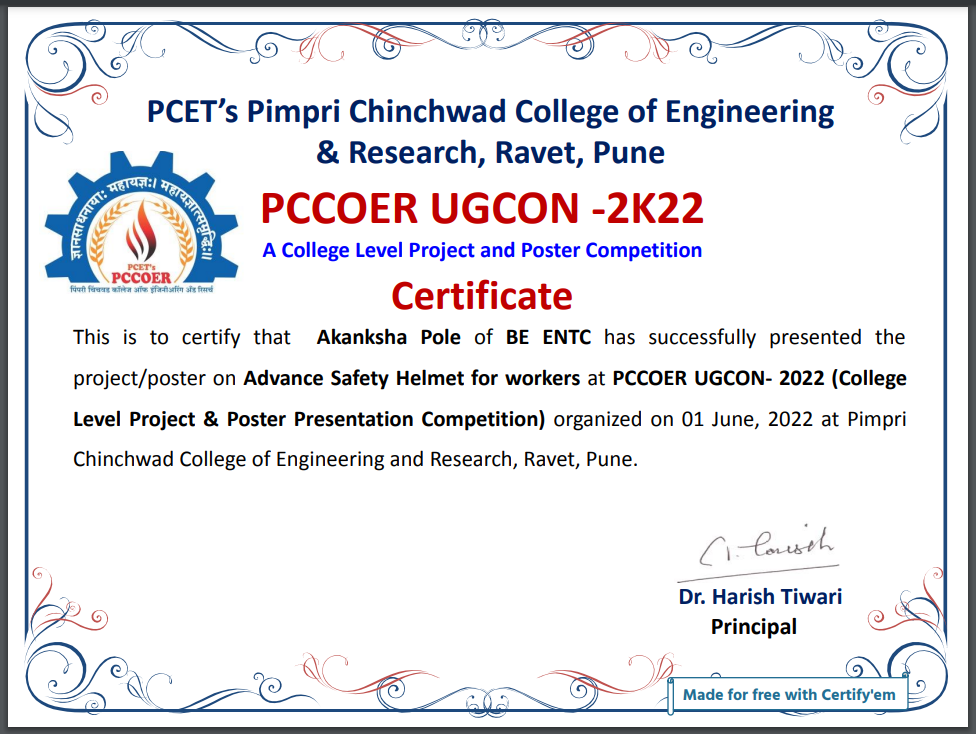 PCET’s Pimpri Chinchwad College of Engineering
& Research, Ravet, Pune
ज्ञानसाधनायाः महायज्ञः। महायज्ञात्समृद्धिः॥
PCET's
PCCOER
पिंपरी चिंचवड कॉलेज ऑफ इंजिनीअरिंग अँड रिसर्च
PCCOER UGCON -2K22
A College Level Project and Poster Competition
Certificate
This is to certify that Akanksha Pole of BE ENTC has successfully presented the
project/poster on Advance Safety Helmet for workers at PCCOER UGCON- 2022 (College
Level Project & Poster Presentation Competition) organized on 01 June, 2022 at Pimpri
Chinchwad College of Engineering and Research, Ravet, Pune.
Dr. Harish Tiwari
Principal
Made for free with Certify'em